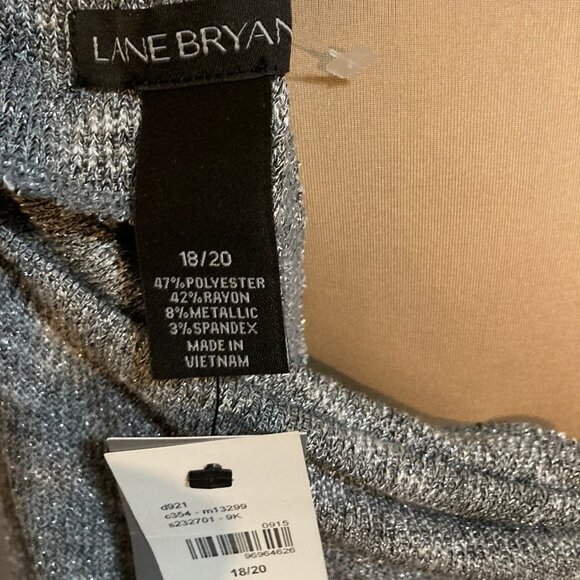 LANE BRYAN
18/20
47%POLYESTER
42%RAYON
8%METALLIC
3%SPANDEX
MADE IN
VIETNAM
d921
c354 - m13299
s232701 - 9K
0915
96964626
18/20